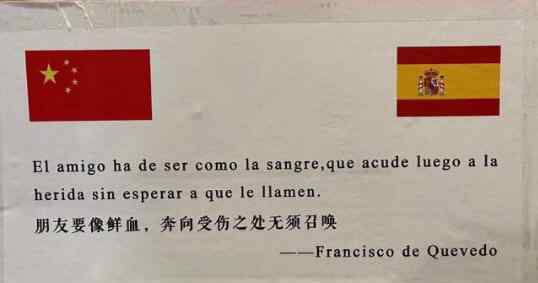 El amigo ha de ser como la sangre,que acude luego a la
herida sin esperar a que le llamen.
朋友要像鲜血，奔向受伤之处无须召唤
——Francisco de Quevedo